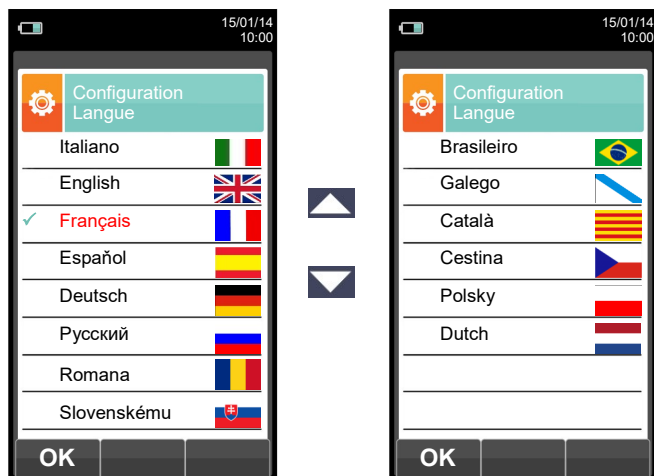 15/01/14
10:00
Configuration
Langue
Italiano
English
✓ Français
Espaňol
Deutsch
Русский
Romana
Slovenskému
OK
15/01/14
10:00
Configuration
Langue
Brasileiro
Galego
Català
Cestina
Polsky
Dutch
OK